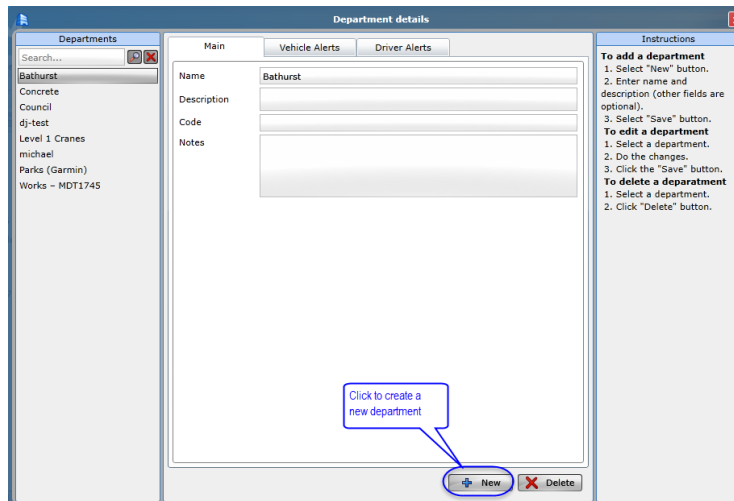 Department details
Departments
Search...
Bathurst
Concrete
Council
dj-test
Level 1 Cranes
michael
Parks (Garmin)
Works – MDT1745
Main
Vehicle Alerts
Driver Alerts
Name
Bathurst
Description
Code
Notes
Click to create a
new department
New
Delete
Instructions
To add a department
1. Select "New" button.
2. Enter name and
description (other fields are
optional).
3. Select "Save" button.
To edit a department
1. Select a department.
2. Do the changes.
3. Click the "Save" button.
To delete a deparatment
1. Select a department.
2. Click "Delete" button.